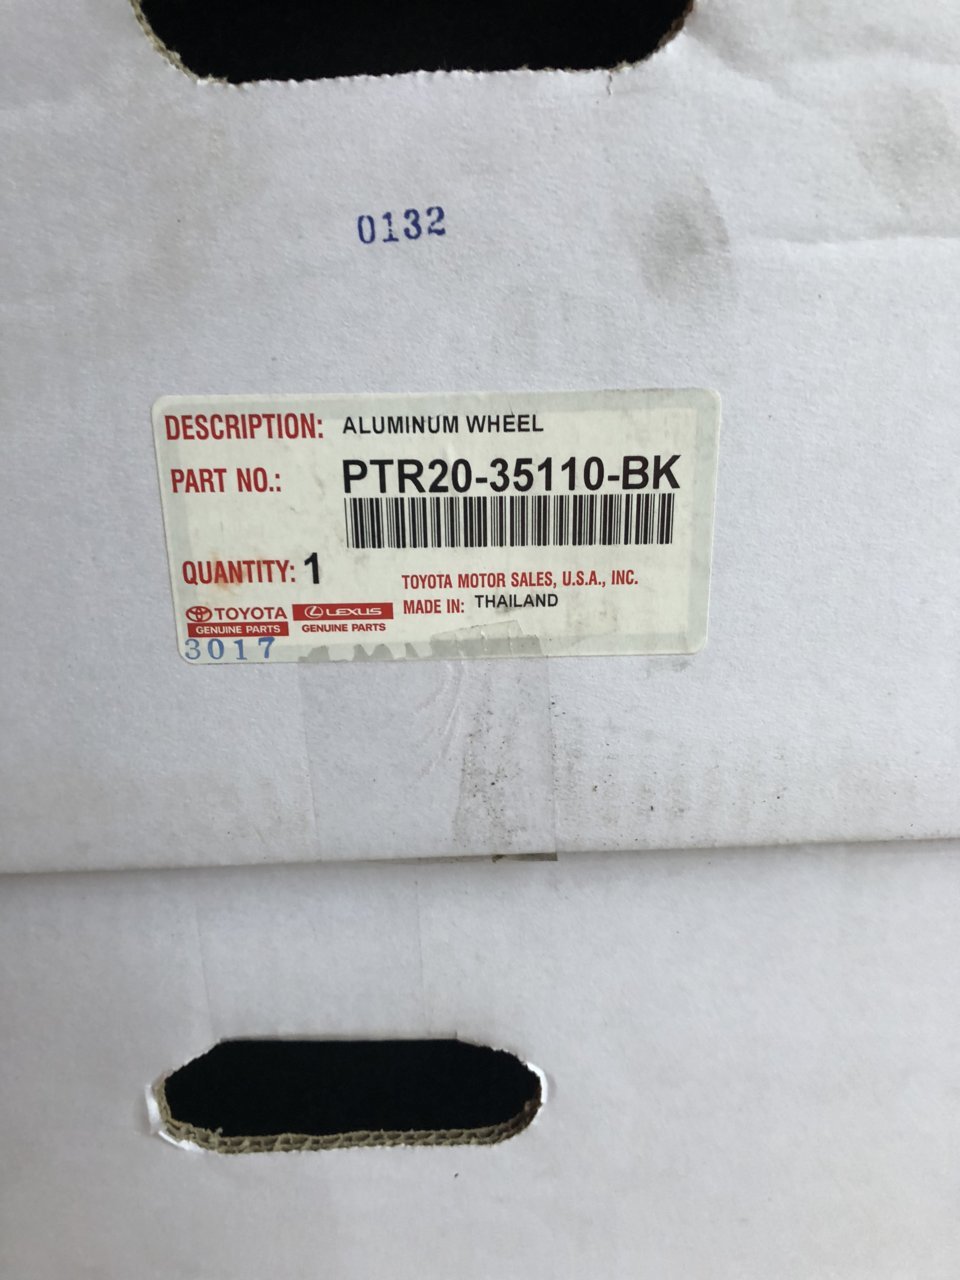 0132
DESCRIPTION: ALUMINUM WHEEL
PART NO.: PTR20-35110-BK
QUANTITY: 1
TOYOTA MOTOR SALES, U.S.A., INC.
MADE IN: THAILAND
TOYOTA
GENUINE PARTS
LEXUS
GENUINE PARTS
3017